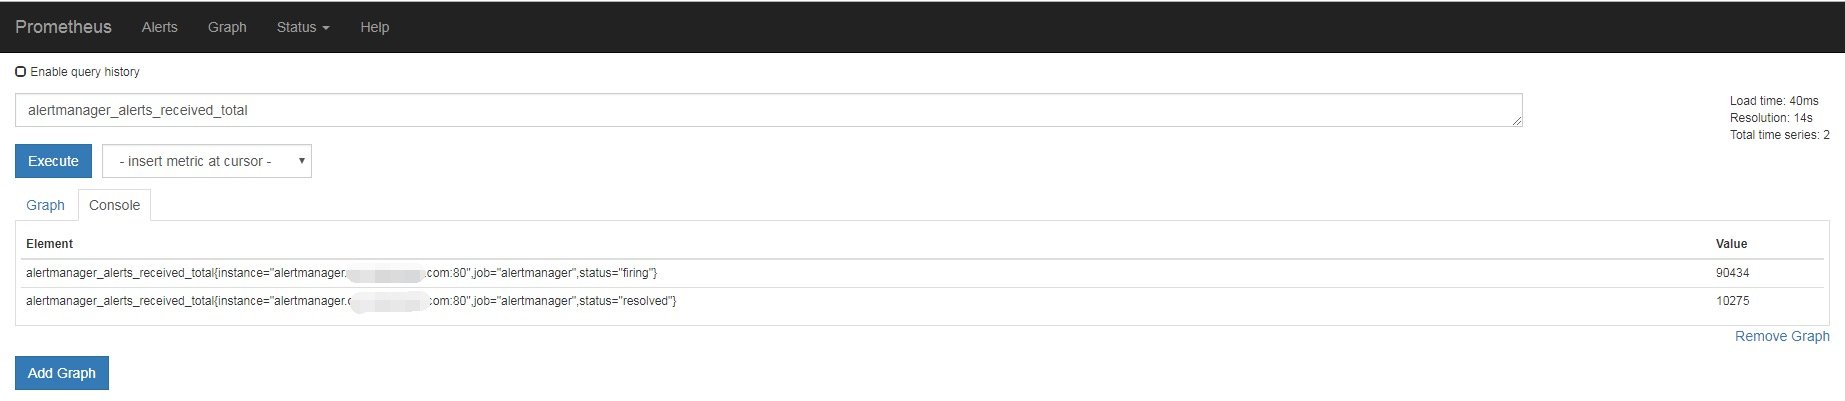 Prometheus Alerts Graph Status Help
Enable query history
alertmanager_alerts_received_total
Load time: 40ms
Resolution: 14s
Total time series: 2
Execute - insert metric at cursor -
Graph Console
Element Value
alertmanager_alerts_received_total{instance="alertmanager. .com:80",job="alertmanager",status="firing"} 90434
alertmanager_alerts_received_total{instance="alertmanager. com:80",job="alertmanager",status="resolved"} 10275
Remove Graph
Add Graph